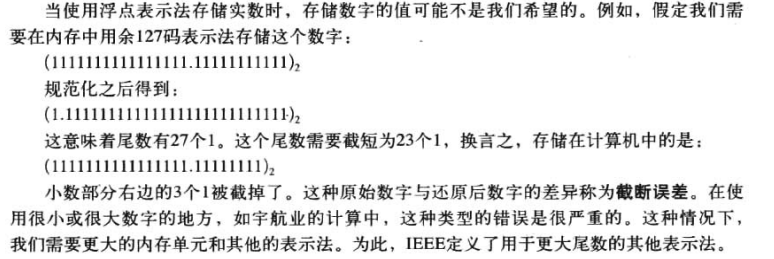 当使用浮点表示法存储实数时，存储数字的值可能不是我们希望的。例如，假定我们需
要在内存中用余127码表示法存储这个数字：
(1111111111111111.11111111111)₂
规范化之后得到：
(1.11111111111111111111111111)₂
这意味着尾数有27个1。这个尾数需要截短为23个1，换言之，存储在计算机中的是：
(1111111111111111.11111111)₂
小数部分右边的3个1被截掉了。这种原始数字与还原后数字的差异称为截断误差。在使
用很小或很大数字的地方，如宇航业的计算中，这种类型的错误是很严重的。这种情况下，
我们需要更大的内存单元和其他的表示法。为此，IEEE定义了用于更大尾数的其他表示法。